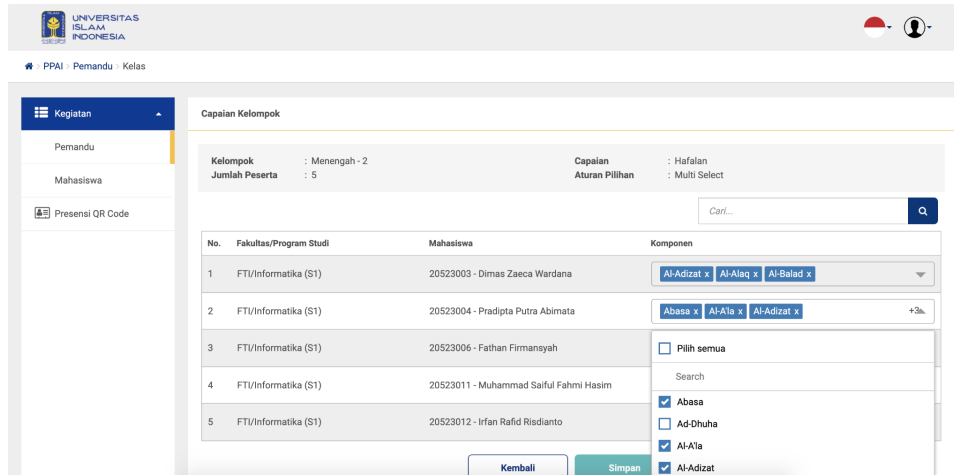 UNIVERSITAS
ISLAM
INDONESIA
PPAI > Pemandu > Kelas
Kegiatan
Pemandu
Mahasiswa
Presensi QR Code
Capaian Kelompok
Kelompok : Menengah - 2 Capaian : Hafalan
Jumlah Peserta : 5 Aturan Pilihan : Multi Select
Cari...
No. Fakultas/Program Studi Mahasiswa Komponen
1 FTI/Informatika (S1) 20523003 - Dimas Zaeca Wardana Al-Adizat x Al-Alaq x Al-Balad x
2 FTI/Informatika (S1) 20523004 - Pradipta Putra Abimata Abasa x Al-A'la x Al-Adizat x +3
3 FTI/Informatika (S1) 20523006 - Fathan Firmansyah
4 FTI/Informatika (S1) 20523011 - Muhammad Saiful Fahmi Hasim
5 FTI/Informatika (S1) 20523012 - Irfan Rafid Risdianto
Pilih semua
Search
Abasa
Ad-Dhuha
Al-A'la
Al-Adizat
Kembali
Simpan